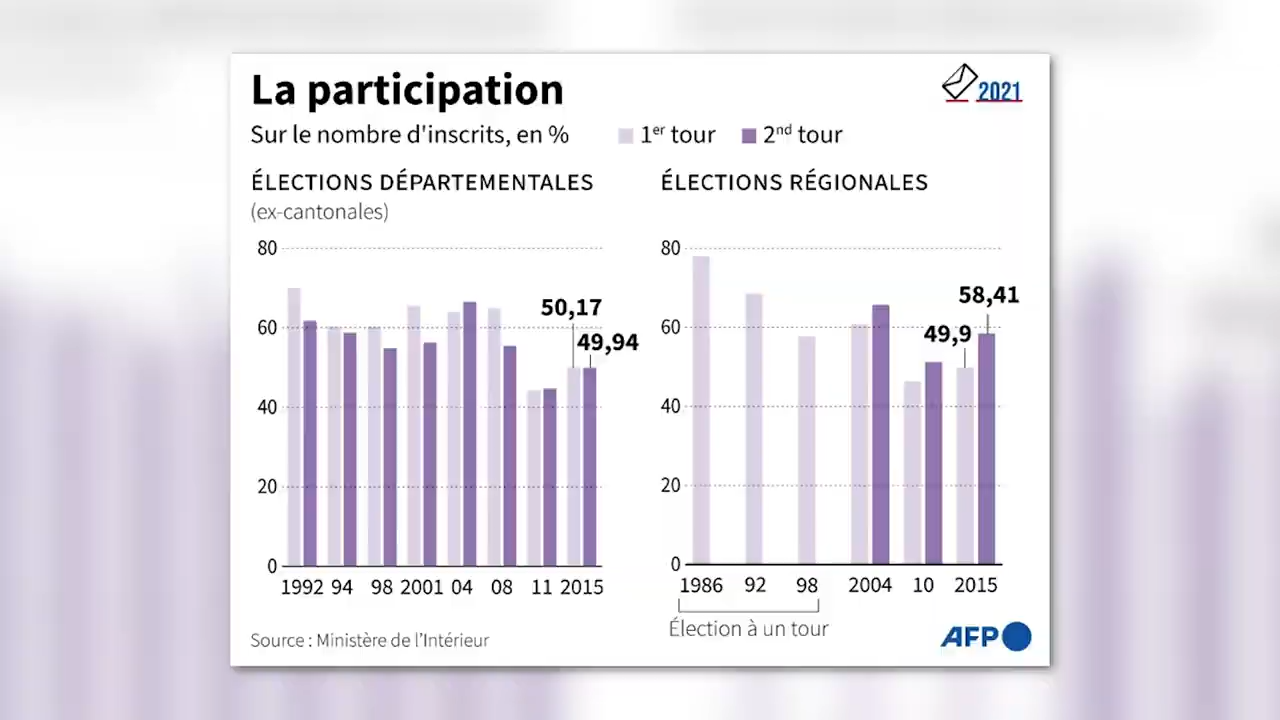 La participation
2021
Sur le nombre d'inscrits, en %
1er tour
2nd tour
ÉLECTIONS DÉPARTEMENTALES
(ex-cantonales)
80
60
40
20
0
50,17
49,94
1992 94 98 2001 04 08 11 2015
ÉLECTIONS RÉGIONALES
80
60
40
20
0
58,41
49,9
1986 92 98 2004 10 2015
Élection à un tour
Source : Ministère de l'Intérieur
AFP